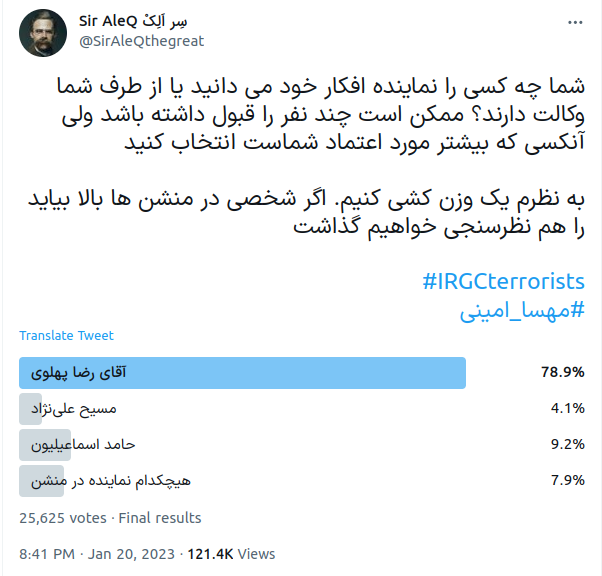 سِر اَلِکْ Sir AleQ
@SirAleQthegreat
شما چه کسی را نماینده افکار خود می دانید یا از طرف شما
وکالت دارند؟ ممکن است چند نفر را قبول داشته باشد ولی
آنکسی که بیشتر مورد اعتماد شماست انتخاب کنید
به نظرم یک وزن کشی کنیم. اگر شخصی در منشن ها بالا بیاید
را هم نظرسنجی خواهیم گذاشت
#IRGCterrorists
#مهسا_امینی
Translate Tweet
آقای رضا پهلوی 78.9%
مسیح علی‌نژاد 4.1%
حامد اسماعیلیون 9.2%
هیچکدام نماینده در منشن 7.9%
25,625 votes · Final results
8:41 PM · Jan 20, 2023 · 121.4K Views